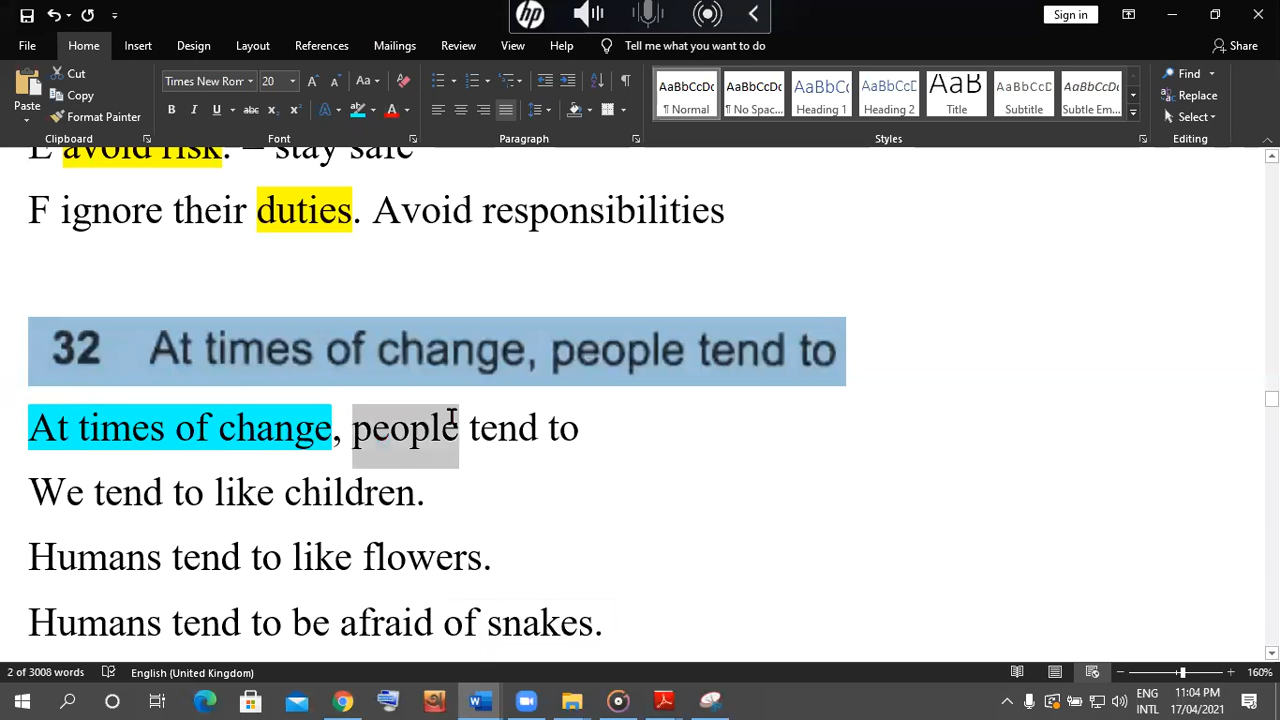 Sign in
File Home Insert Design Layout References Mailings Review View Help Tell me what you want to do Share
Paste
Cut
Copy
Format Painter
Clipboard
Times New Ron 20
Font
Paragraph
AaBbCcDc AaBbCcDc AaBbCc AaBbCcD AaB AaBbCcD AaBbCcD
¶ Normal ¶ No Spac... Heading 1 Heading 2 Title Subtitle Subtle Em...
Styles
Find
Replace
Select
Editing
E avoid risk. – stay safe
F ignore their duties. Avoid responsibilities
32 At times of change, people tend to
At times of change, people tend to
We tend to like children.
Humans tend to like flowers.
Humans tend to be afraid of snakes.
2 of 3008 words English (United Kingdom) 160%
ENG 11:04 PM
INTL 17/04/2021